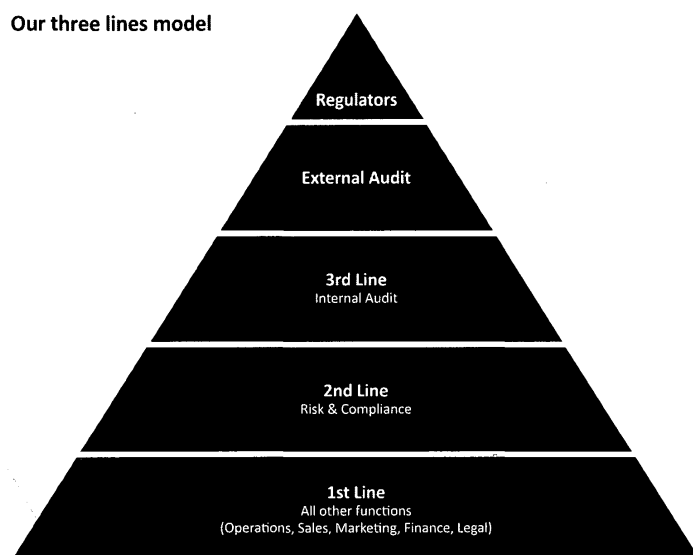 Our three lines model
Regulators
External Audit
3rd Line
Internal Audit
2nd Line
Risk & Compliance
1st Line
All other functions
(Operations, Sales, Marketing, Finance, Legal)